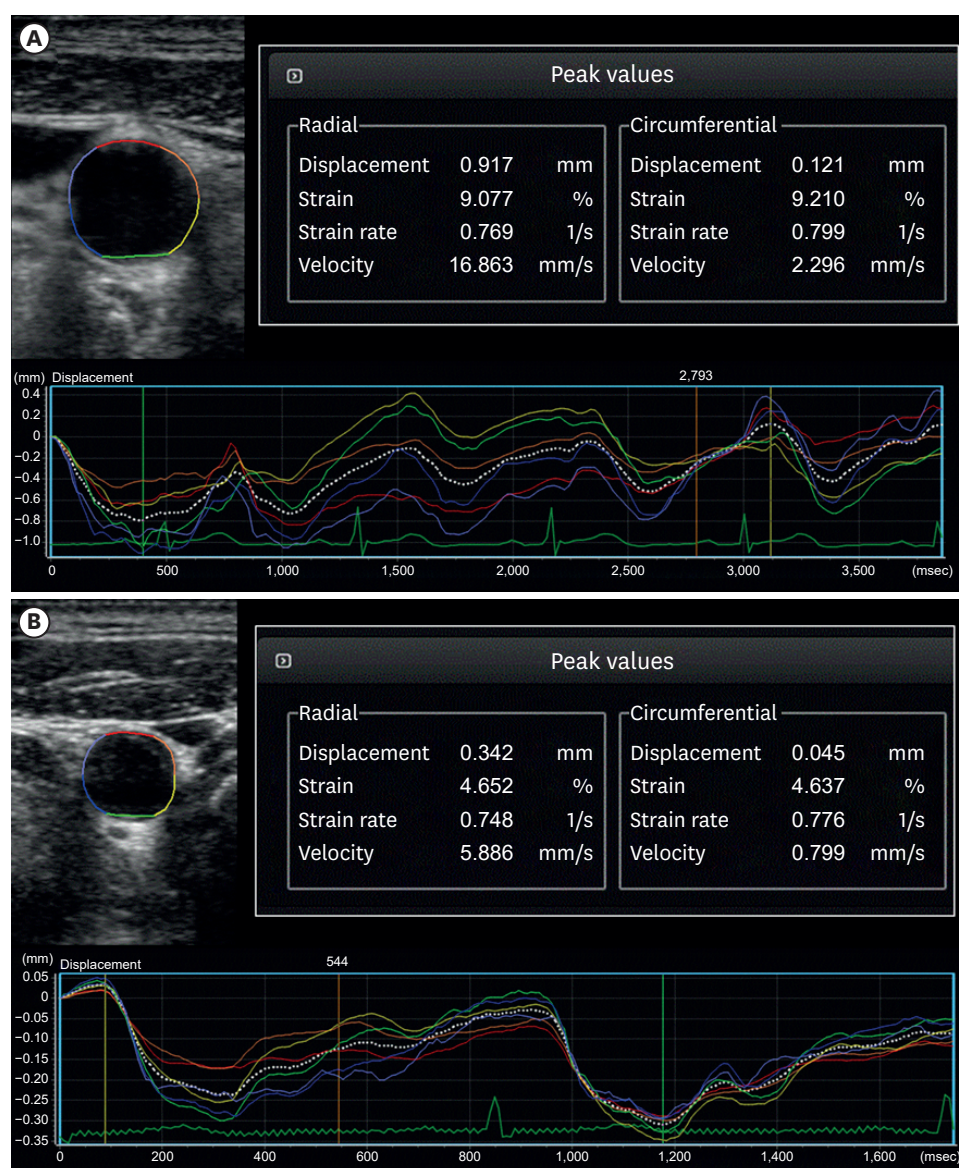 A
Peak values
Radial Circumferential
Displacement 0.917 mm Displacement 0.121 mm
Strain 9.077 % Strain 9.210 %
Strain rate 0.769 1/s Strain rate 0.799 1/s
Velocity 16.863 mm/s Velocity 2.296 mm/s
(mm) Displacement 2,793
0.4
0.2
0
−0.2
−0.4
−0.6
−0.8
−1.0
0 500 1,000 1,500 2,000 2,500 3,000 3,500 (msec)
B
Peak values
Radial Circumferential
Displacement 0.342 mm Displacement 0.045 mm
Strain 4.652 % Strain 4.637 %
Strain rate 0.748 1/s Strain rate 0.776 1/s
Velocity 5.886 mm/s Velocity 0.799 mm/s
(mm) Displacement 544
0.05
0
−0.05
−0.10
−0.15
−0.20
−0.25
−0.30
−0.35
0 200 400 600 800 1,000 1,200 1,400 1,600 (msec)